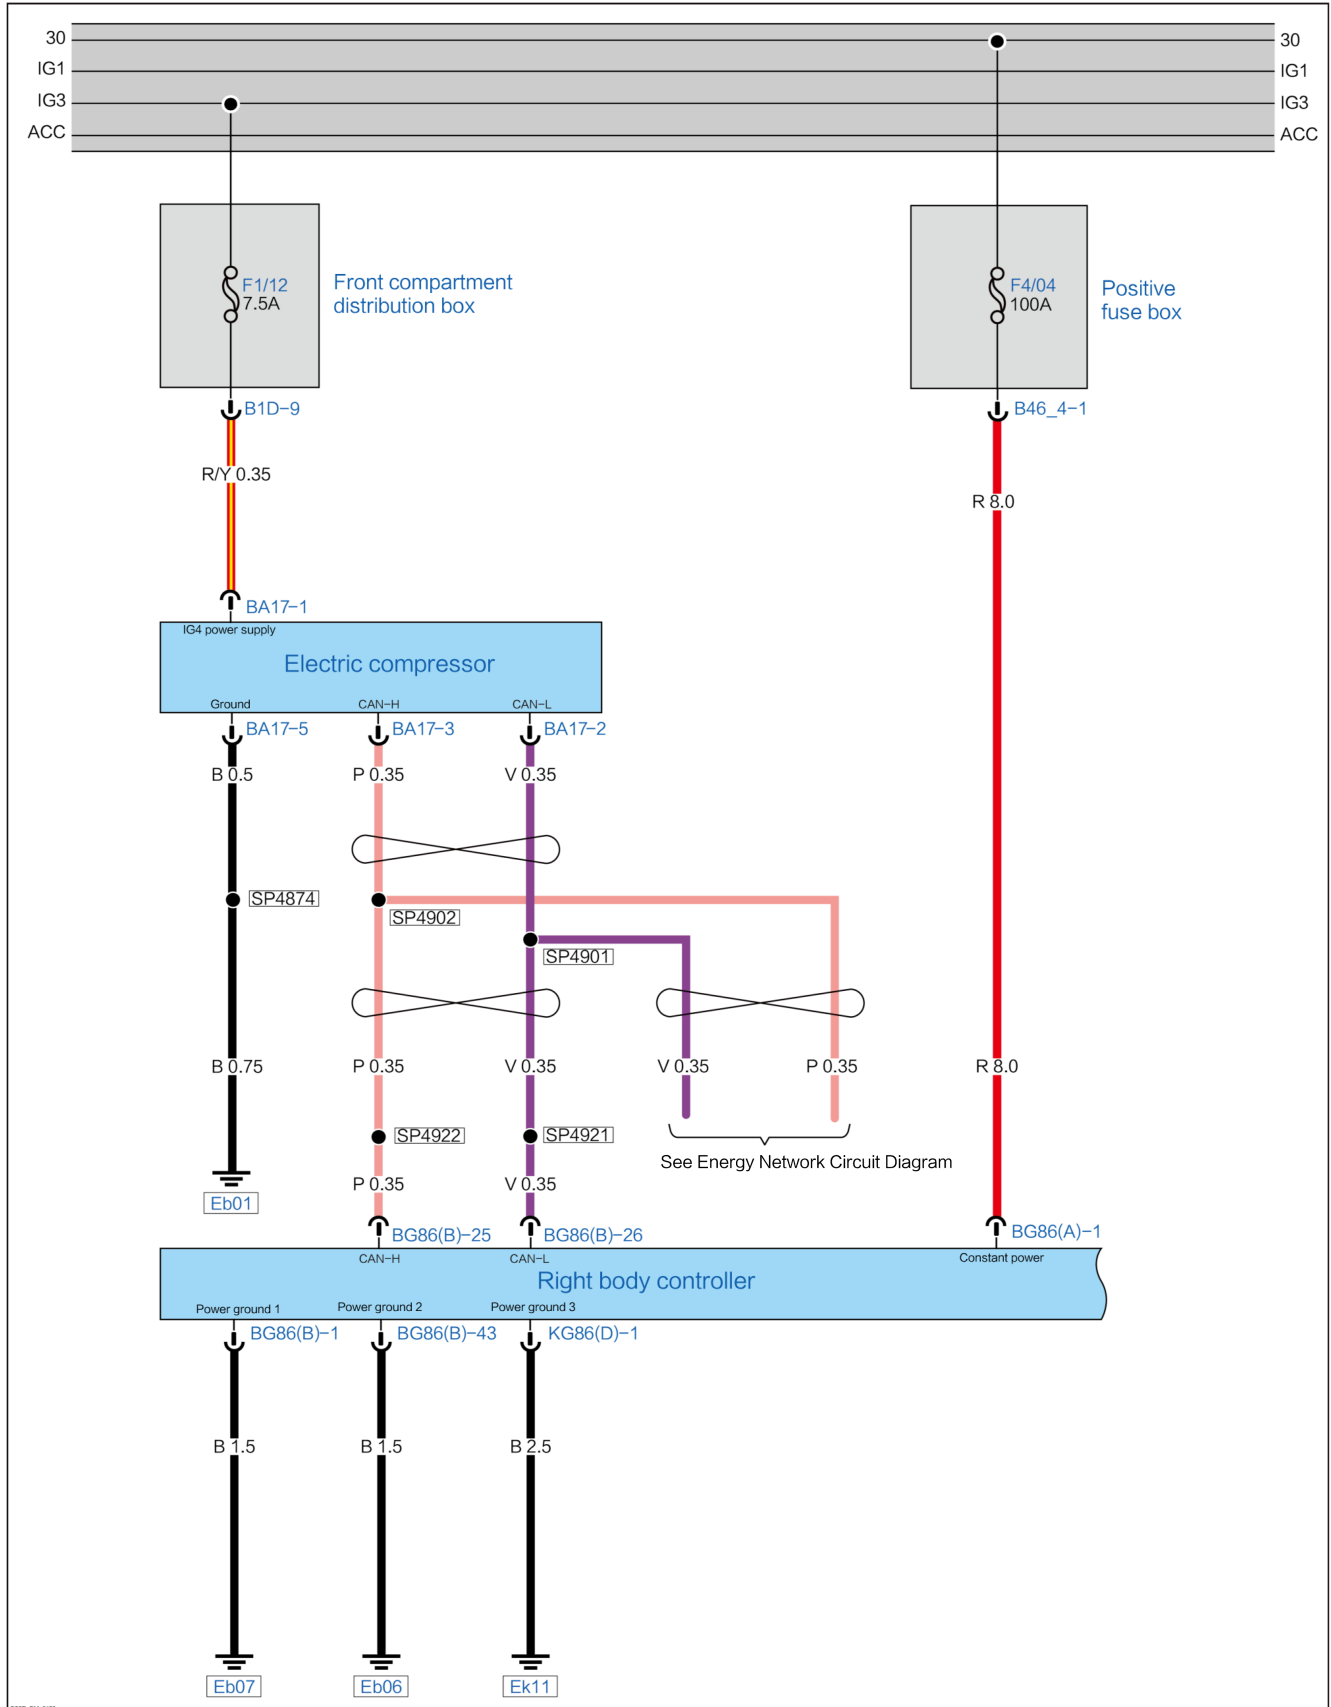 30 30
IG1 IG1
IG3 IG3
ACC ACC
F1/12
7.5A
Front compartment
distribution box
F4/04
100A
Positive
fuse box
B1D-9
B46_4-1
R/Y 0.35
R 8.0
BA17-1
IG4 power supply
Electric compressor
Ground CAN-H CAN-L
BA17-5 BA17-3 BA17-2
B 0.5 P 0.35 V 0.35
SP4874
SP4902
SP4901
B 0.75 P 0.35 V 0.35 V 0.35 P 0.35 R 8.0
SP4922 SP4921
See Energy Network Circuit Diagram
P 0.35 V 0.35
Eb01
BG86(B)-25 BG86(B)-26 BG86(A)-1
CAN-H CAN-L Constant power
Right body controller
Power ground 1 Power ground 2 Power ground 3
BG86(B)-1 BG86(B)-43 KG86(D)-1
B 1.5 B 1.5 B 2.5
Eb07 Eb06 Ek11